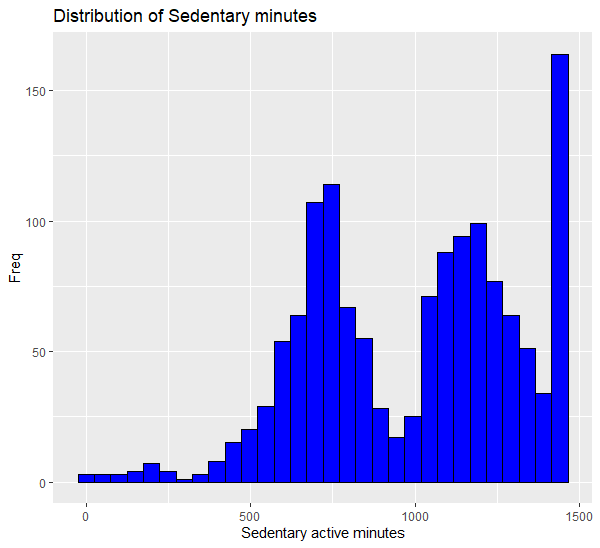 Distribution of Sedentary minutes
150
100
50
0
Freq
0 500 1000 1500
Sedentary active minutes